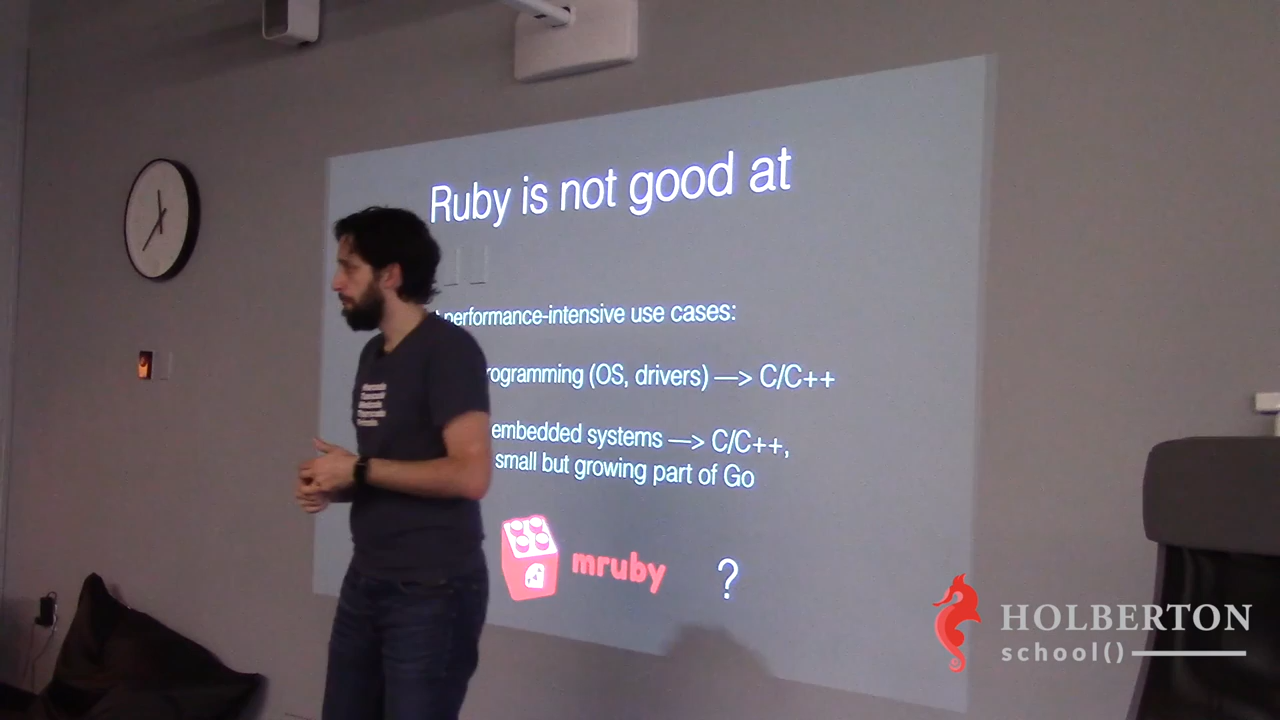 Ruby is not good at
performance-intensive use cases:
rogramming (OS, drivers) —> C/C++
embedded systems —> C/C++,
small but growing part of Go
mruby ?
HOLBERTON
school()